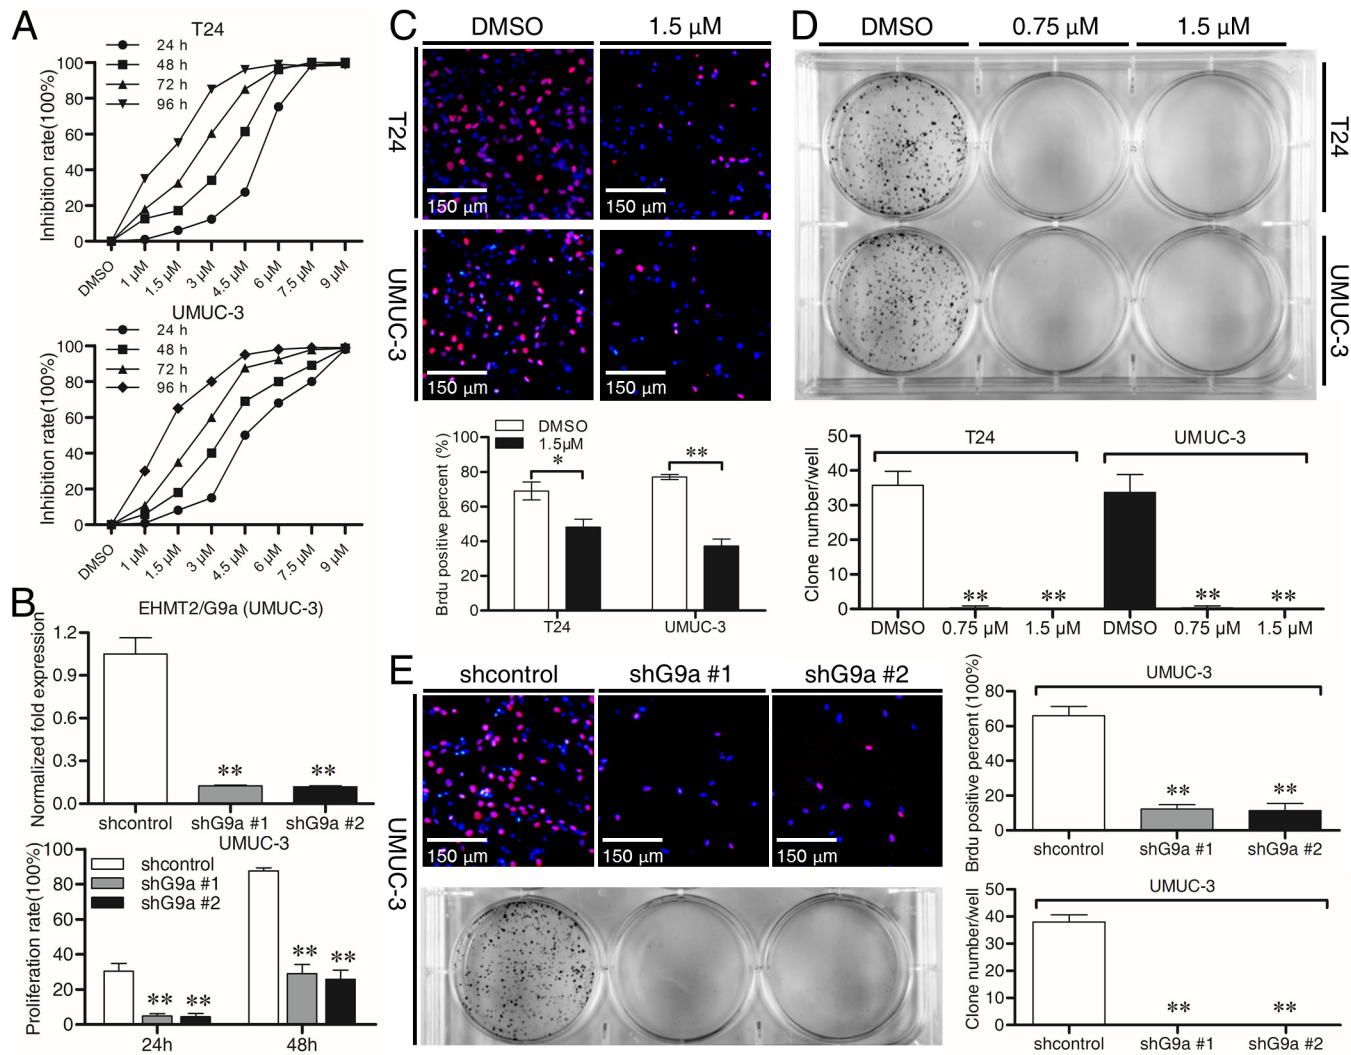 A
T24
24 h
48 h
72 h
96 h
Inhibition rate(100%)
100
80
60
40
20
0
DMSO
1 µM
1.5 µM
3 µM
4.5 µM
6 µM
7.5 µM
9 µM
UMUC-3
24 h
48 h
72 h
96 h
Inhibition rate(100%)
100
80
60
40
20
0
DMSO
1 µM
1.5 µM
3 µM
4.5 µM
6 µM
7.5 µM
9 µM
B
EHMT2/G9a (UMUC-3)
Normalized fold expression
1.2
0.9
0.6
0.3
0.0
** **
shcontrol shG9a #1 shG9a #2
UMUC-3
shcontrol
shG9a #1
shG9a #2
Proliferation rate(100%)
100
80
60
40
20
0
** ** ** **
24h 48h
C
DMSO 1.5 µM
T24
150 µm 150 µm
UMUC-3
150 µm 150 µm
DMSO
1.5µM
Brdu positive percent (%)
100
80
60
40
20
0
* **
T24 UMUC-3
D
DMSO 0.75 µM 1.5 µM
T24
UMUC-3
T24 UMUC-3
Clone number/well
50
40
30
20
10
0
** ** ** **
DMSO 0.75 µM 1.5 µM DMSO 0.75 µM 1.5 µM
E
shcontrol shG9a #1 shG9a #2
UMUC-3
150 µm 150 µm 150 µm
UMUC-3
Brdu positive percent (100%)
80
60
40
20
0
** **
shcontrol shG9a #1 shG9a #2
UMUC-3
Clone number/well
50
40
30
20
10
0
** **
shcontrol shG9a #1 shG9a #2